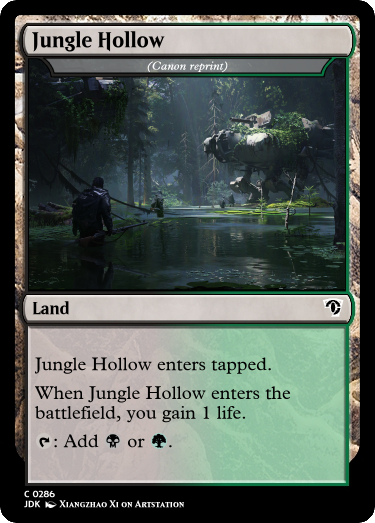 Jungle Hollow
(Canon reprint)
Land
Jungle Hollow enters tapped.
When Jungle Hollow enters the
battlefield, you gain 1 life.
: Add or .
C 0286
JDK Xiangzhao Xi on Artstation